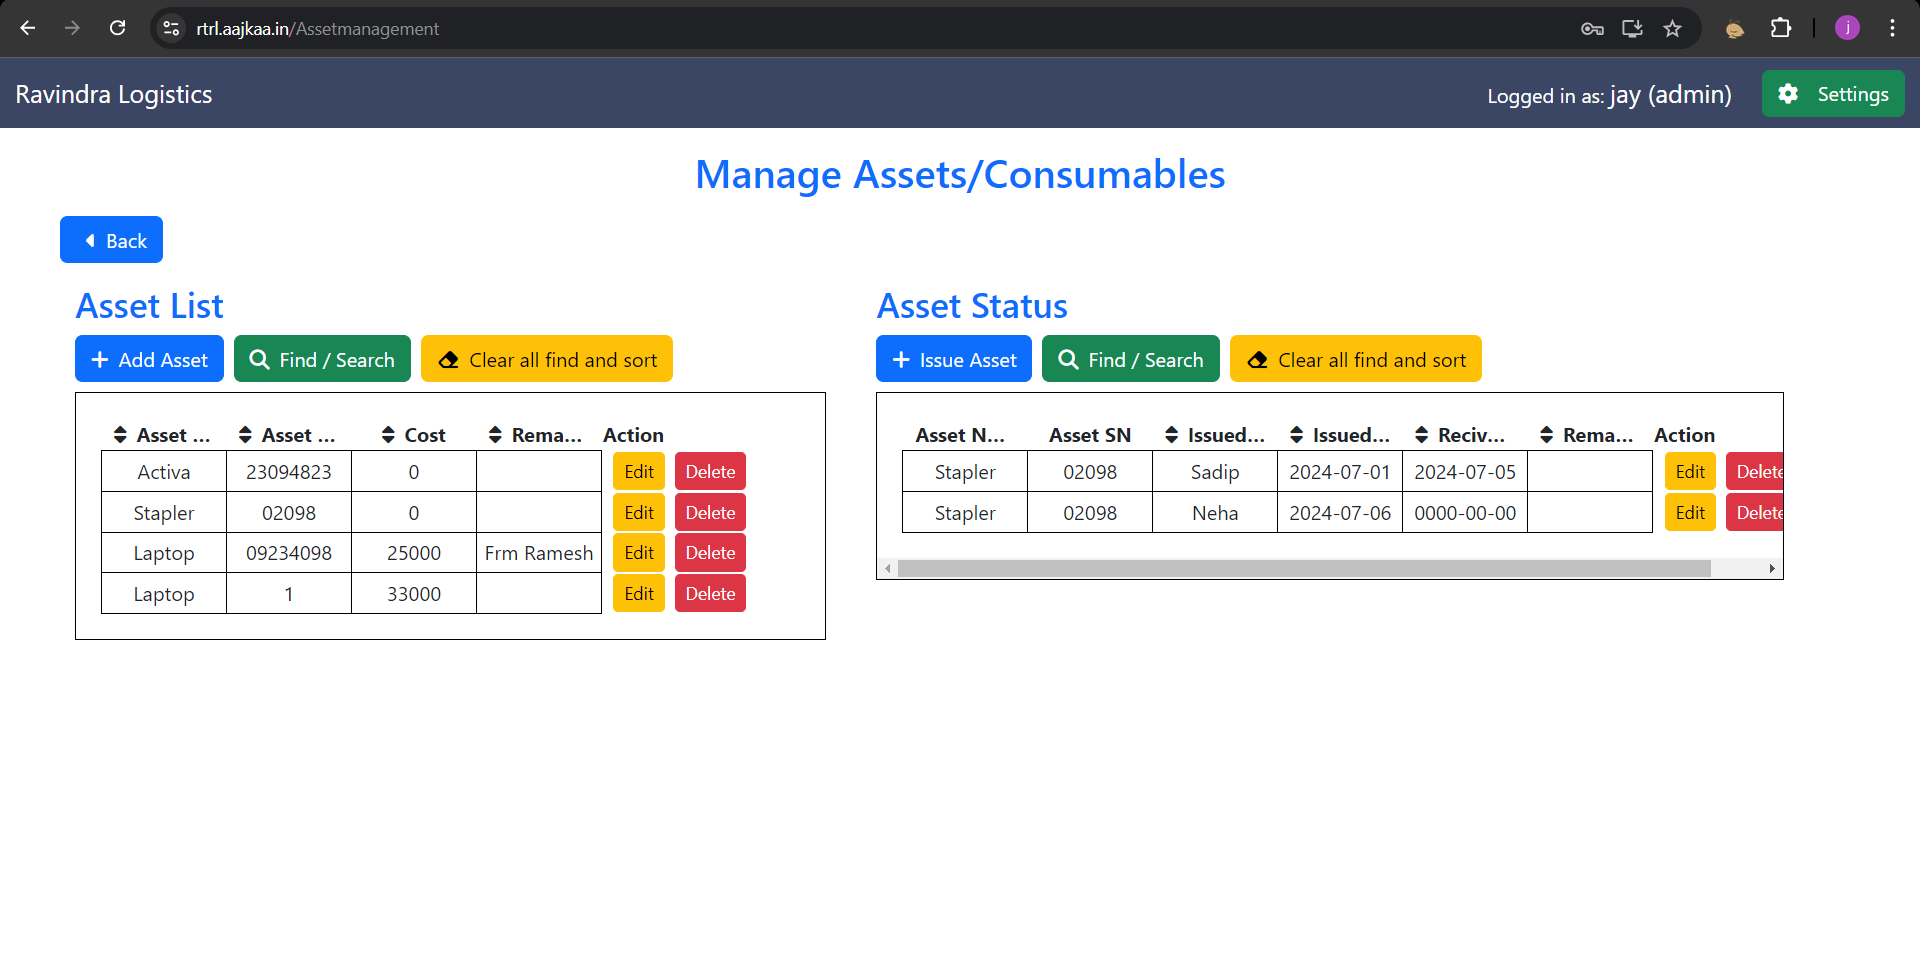 rtrl.aajkaa.in/Assetmanagement
j
Ravindra Logistics
Logged in as: jay (admin)
Settings
Manage Assets/Consumables
Back
Asset List
Add Asset Find / Search Clear all find and sort
Asset ... Asset ... Cost Rema... Action
Activa 23094823 0 Edit Delete
Stapler 02098 0 Edit Delete
Laptop 09234098 25000 Frm Ramesh Edit Delete
Laptop 1 33000 Edit Delete
Asset Status
Issue Asset Find / Search Clear all find and sort
Asset N... Asset SN Issued... Issued... Reciv... Rema... Action
Stapler 02098 Sadip 2024-07-01 2024-07-05 Edit Delete
Stapler 02098 Neha 2024-07-06 0000-00-00 Edit Delete